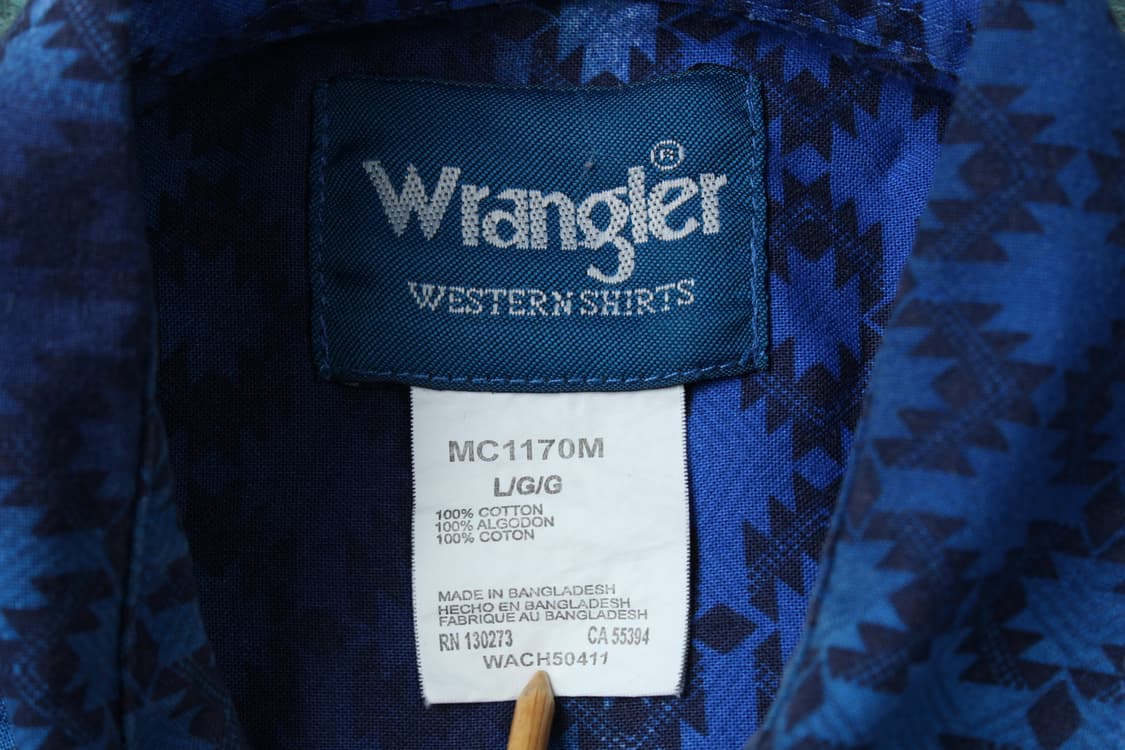 Wrangler®
WESTERN SHIRTS
MC1170M
L/G/G
100% COTTON
100% ALGODON
100% COTON
MADE IN BANGLADESH
HECHO EN BANGLADESH
FABRIQUE AU BANGLADESH
RN 130273 CA 55394
WACH50411